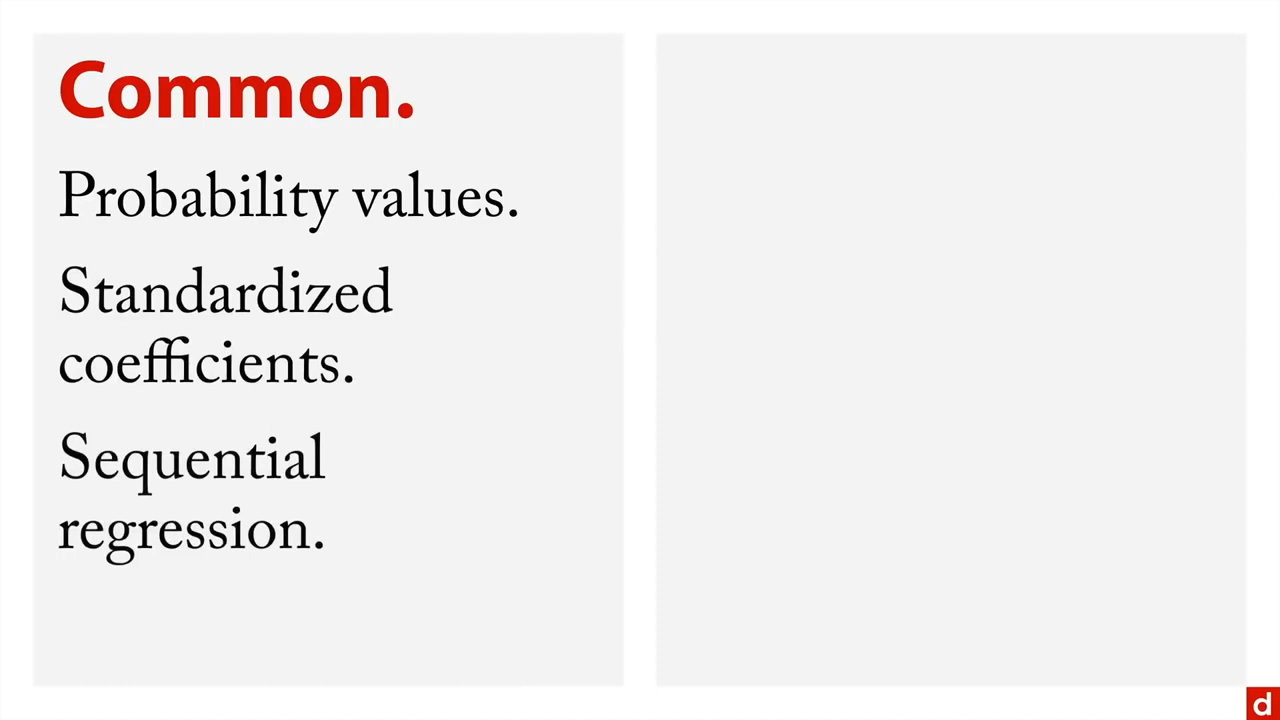 Common.
Probability values.
Standardized
coefficients.
Sequential
regression.
d